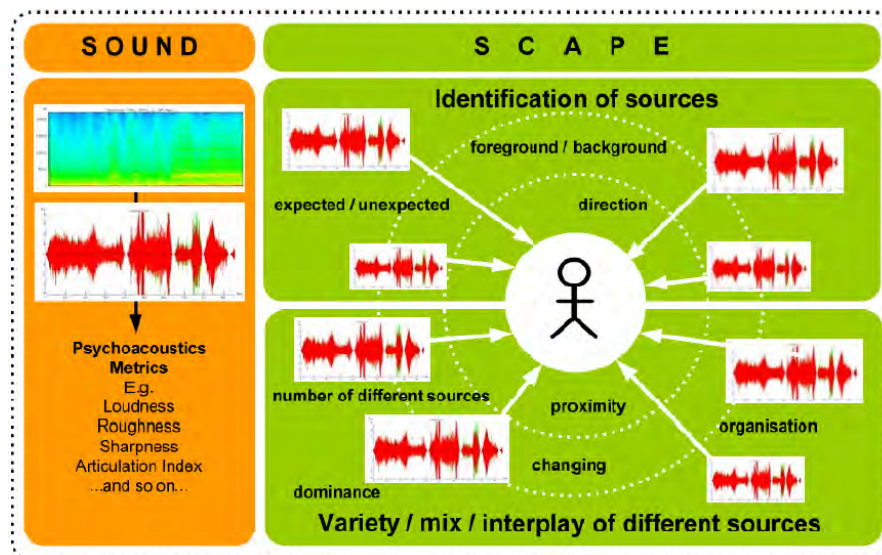 SOUND
SCAPE
Psychoacoustics
Metrics
E.g.
Loudness
Roughness
Sharpness
Articulation Index
...and so on...
Identification of sources
foreground / background
expected / unexpected
direction
number of different sources
proximity
organisation
changing
dominance
Variety / mix / interplay of different sources